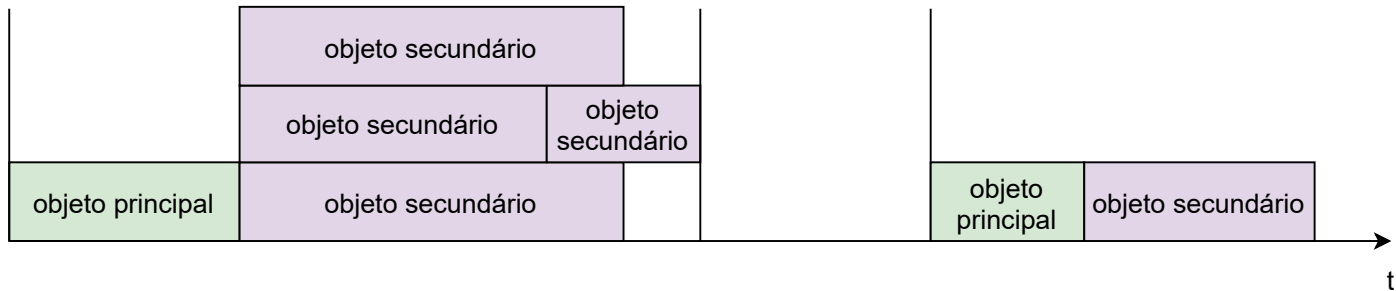 objeto secundário
objeto secundário
objeto
secundário
objeto principal
objeto secundário
objeto
principal
objeto secundário
t